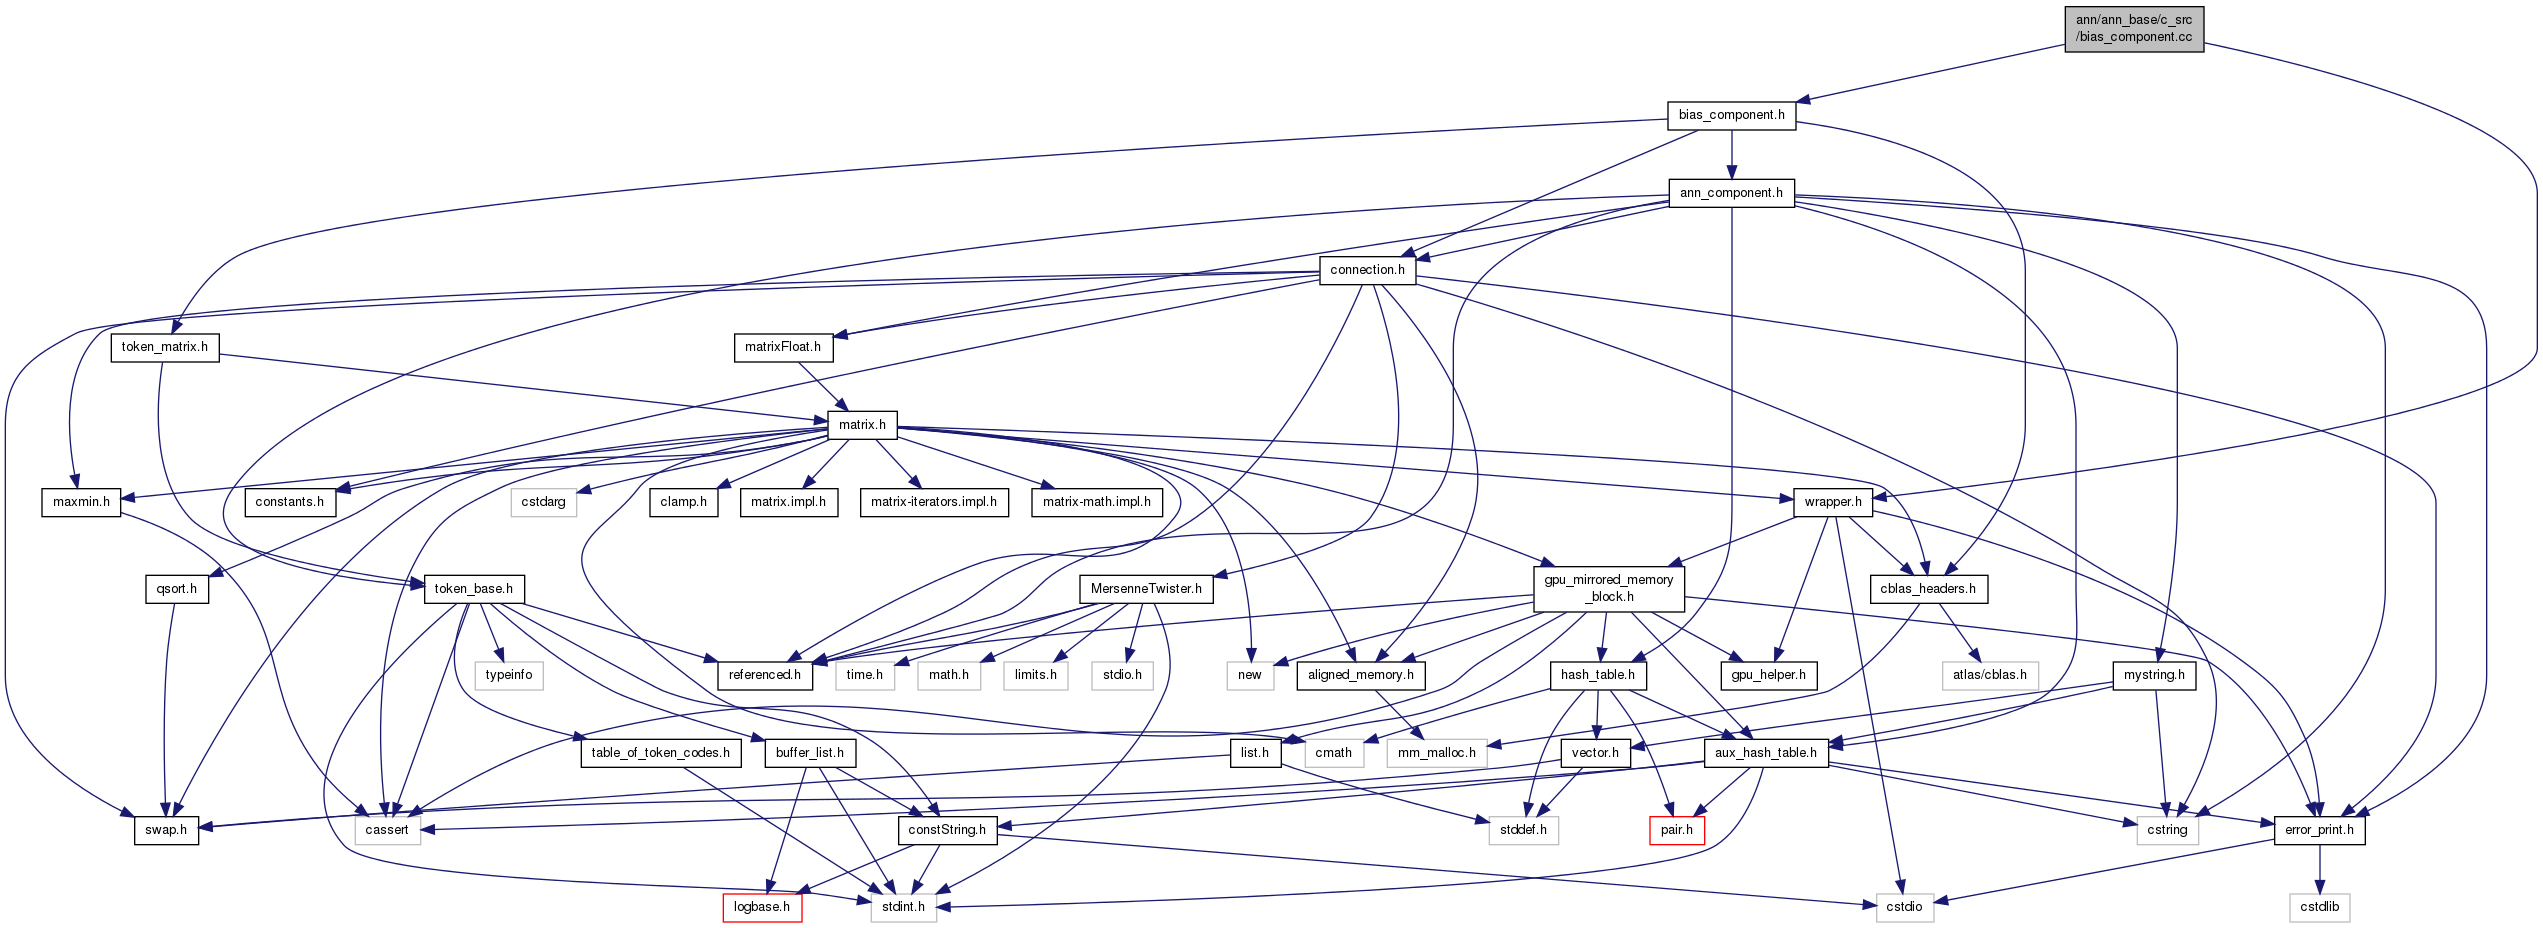 ann/ann_base/c_src
/bias_component.cc
bias_component.h
ann_component.h
connection.h
token_matrix.h
matrixFloat.h
matrix.h
maxmin.h
constants.h
cstdarg
clamp.h
matrix.impl.h
matrix-iterators.impl.h
matrix-math.impl.h
wrapper.h
qsort.h
token_base.h
MersenneTwister.h
gpu_mirrored_memory
_block.h
cblas_headers.h
typeinfo
referenced.h
time.h
math.h
limits.h
stdio.h
new
aligned_memory.h
hash_table.h
gpu_helper.h
atlas/cblas.h
mystring.h
table_of_token_codes.h
buffer_list.h
list.h
cmath
mm_malloc.h
vector.h
aux_hash_table.h
swap.h
cassert
constString.h
stddef.h
pair.h
cstring
error_print.h
logbase.h
stdint.h
cstdio
cstdlib